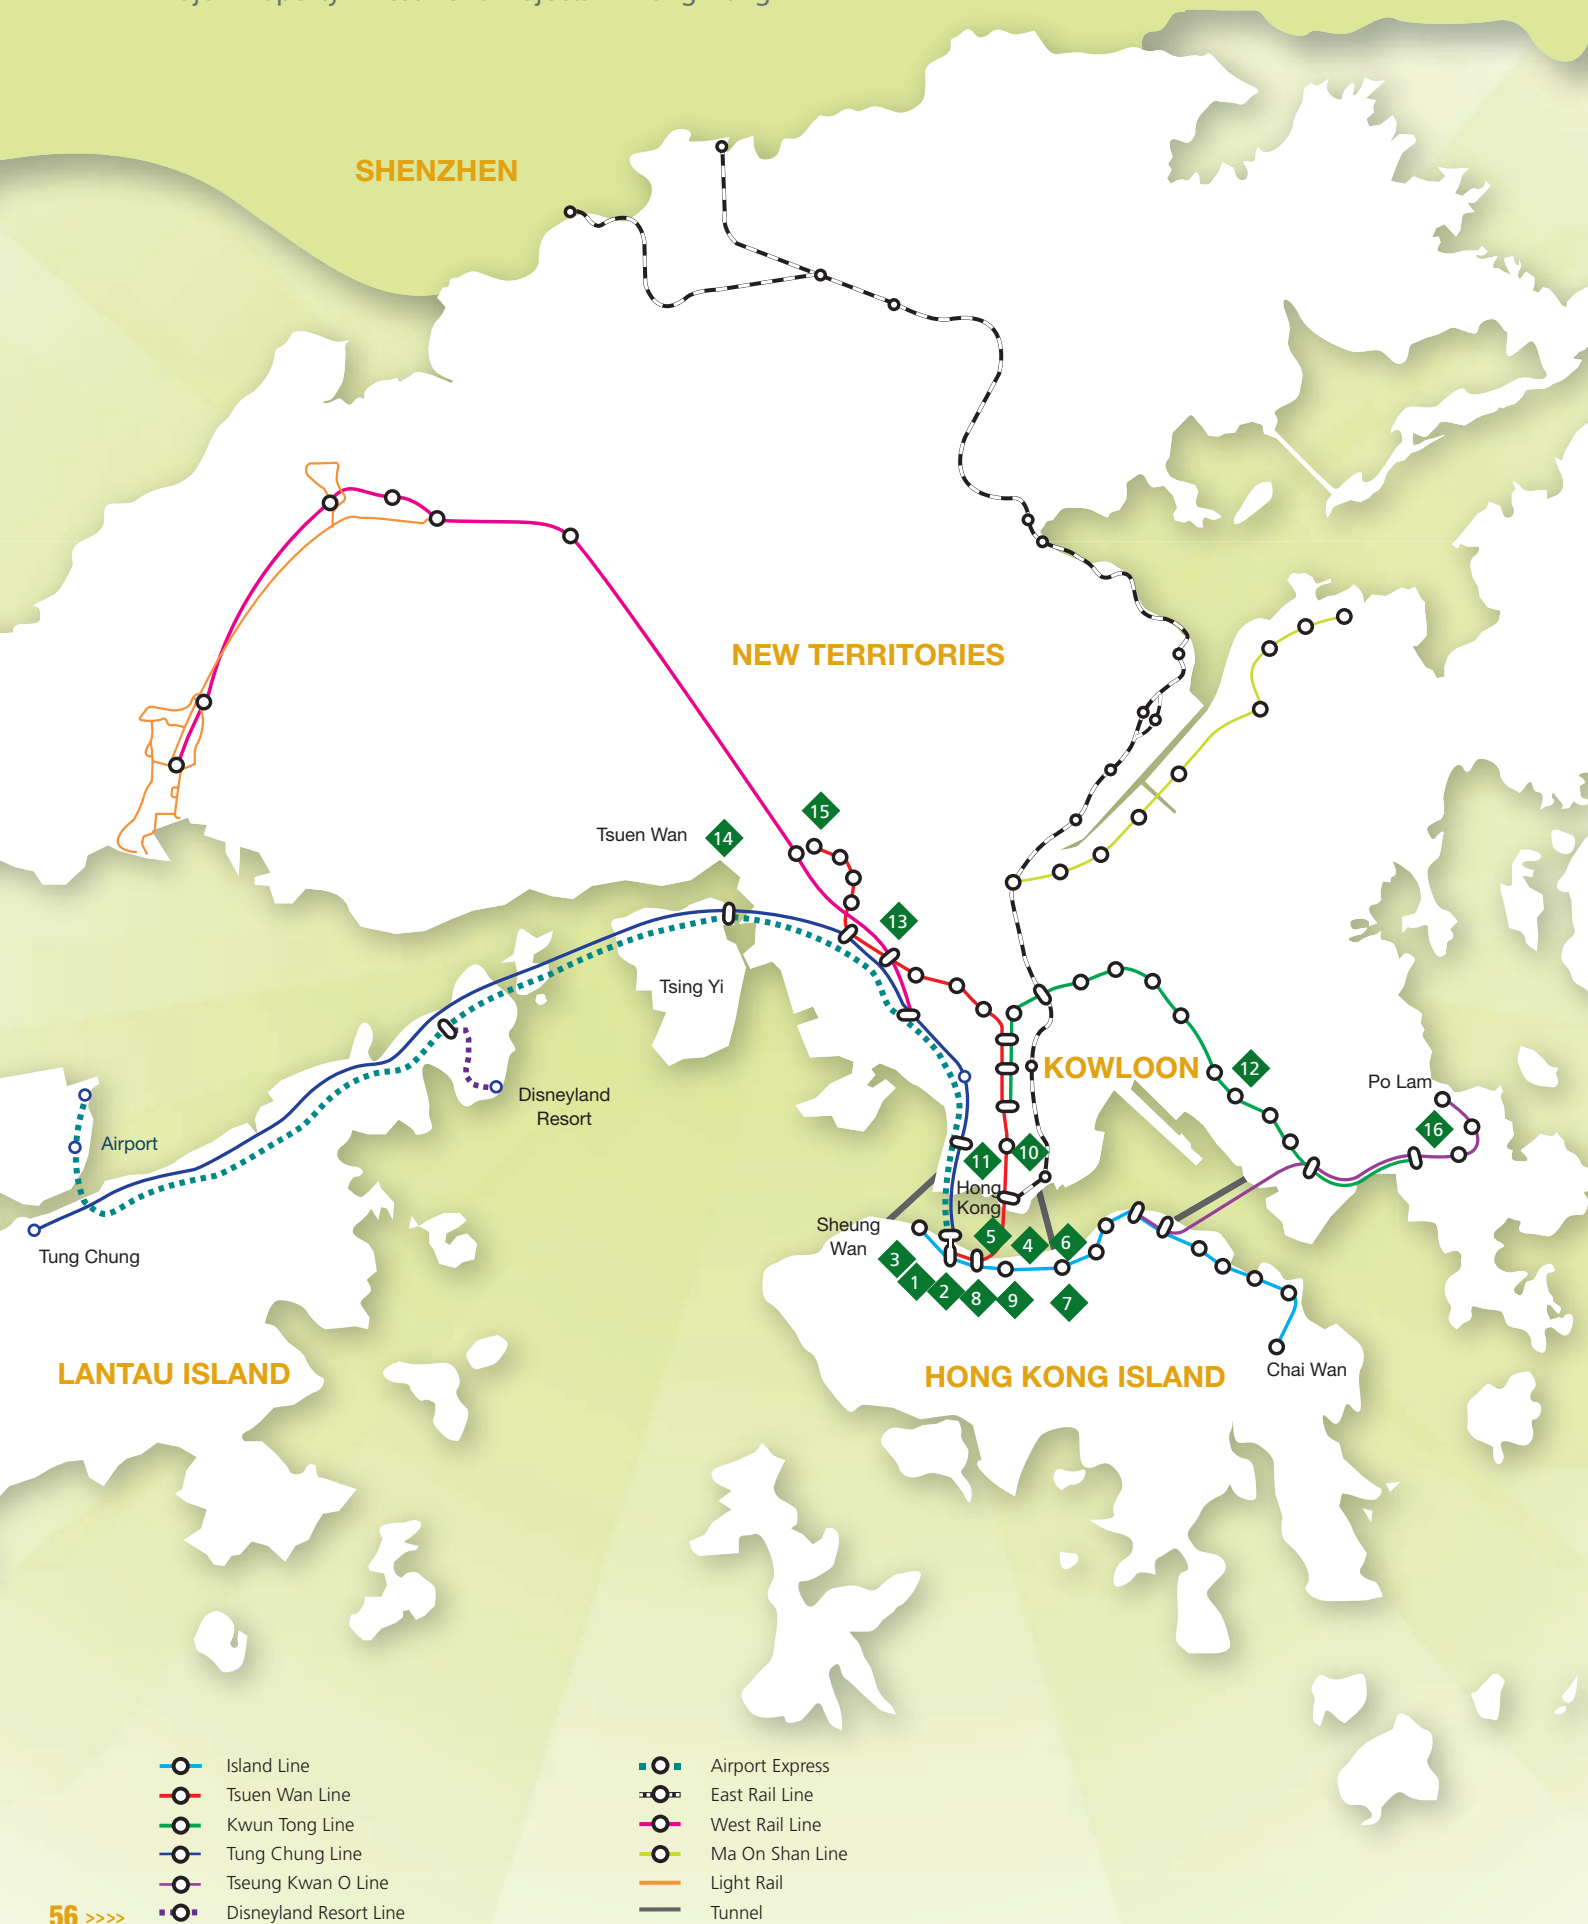 SHENZHEN
NEW TERRITORIES
15
Tsuen Wan
14
13
Tsing Yi
KOWLOON
12
Disneyland
Resort
Po Lam
16
Airport
11
10
Hong
Kong
Sheung
Wan
5
4
6
3
1
2
8
9
7
Tung Chung
LANTAU ISLAND
HONG KONG ISLAND
Chai Wan
Island Line
Tsuen Wan Line
Kwun Tong Line
Tung Chung Line
Tseung Kwan O Line
Disneyland Resort Line
Airport Express
East Rail Line
West Rail Line
Ma On Shan Line
Light Rail
Tunnel
56 >>>>